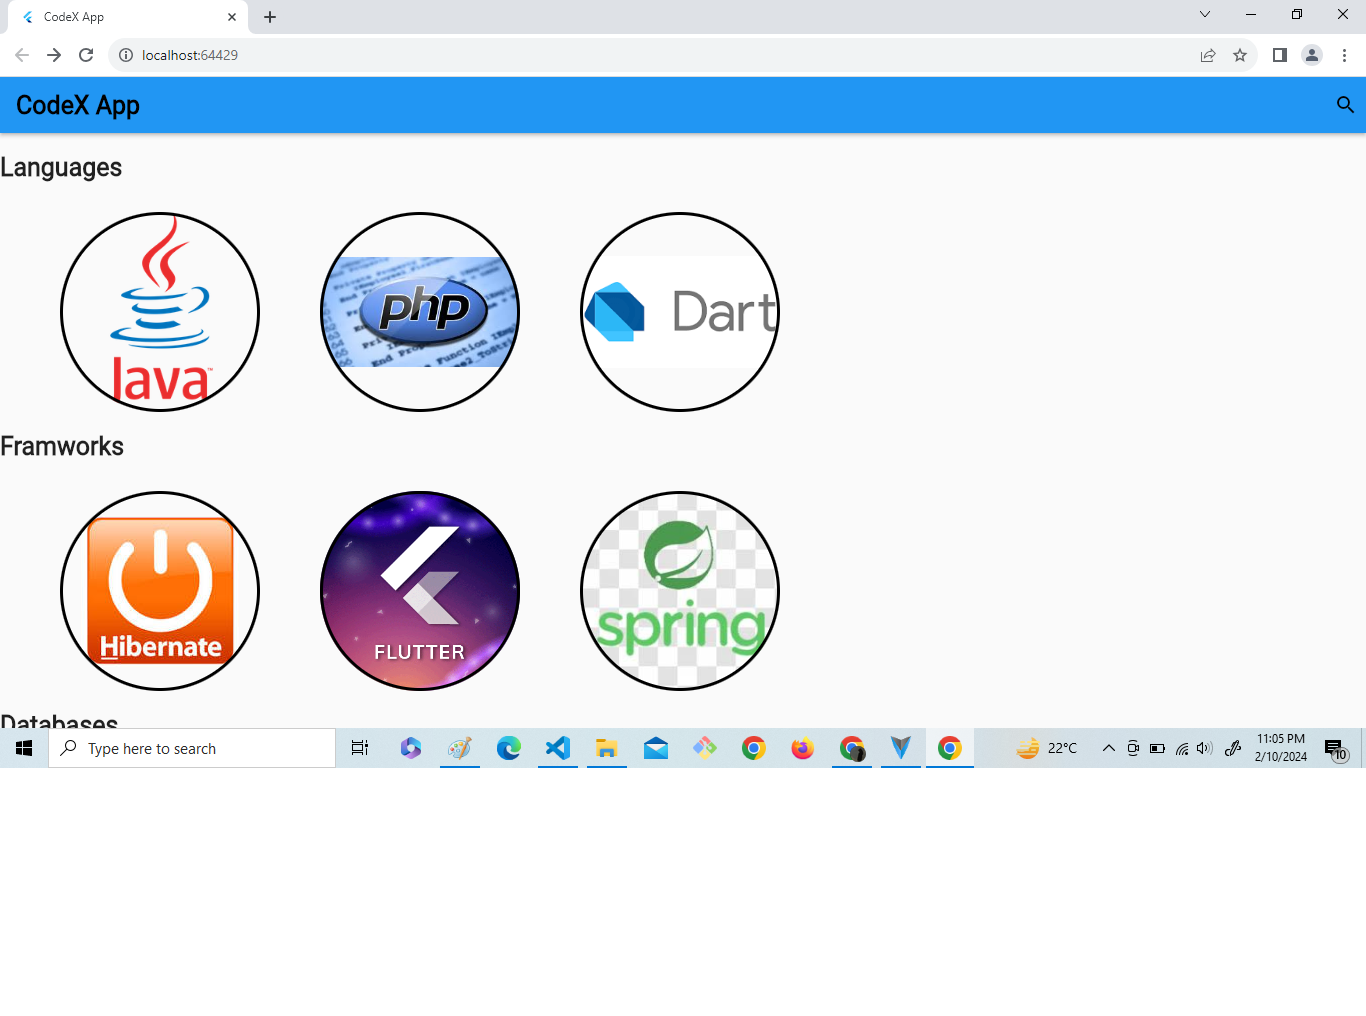 CodeX App
localhost:64429
CodeX App
Languages
Java™
php
Dart
Framworks
Hibernate
FLUTTER
spring
Databases
Type here to search
22°C
11:05 PM
2/10/2024
10